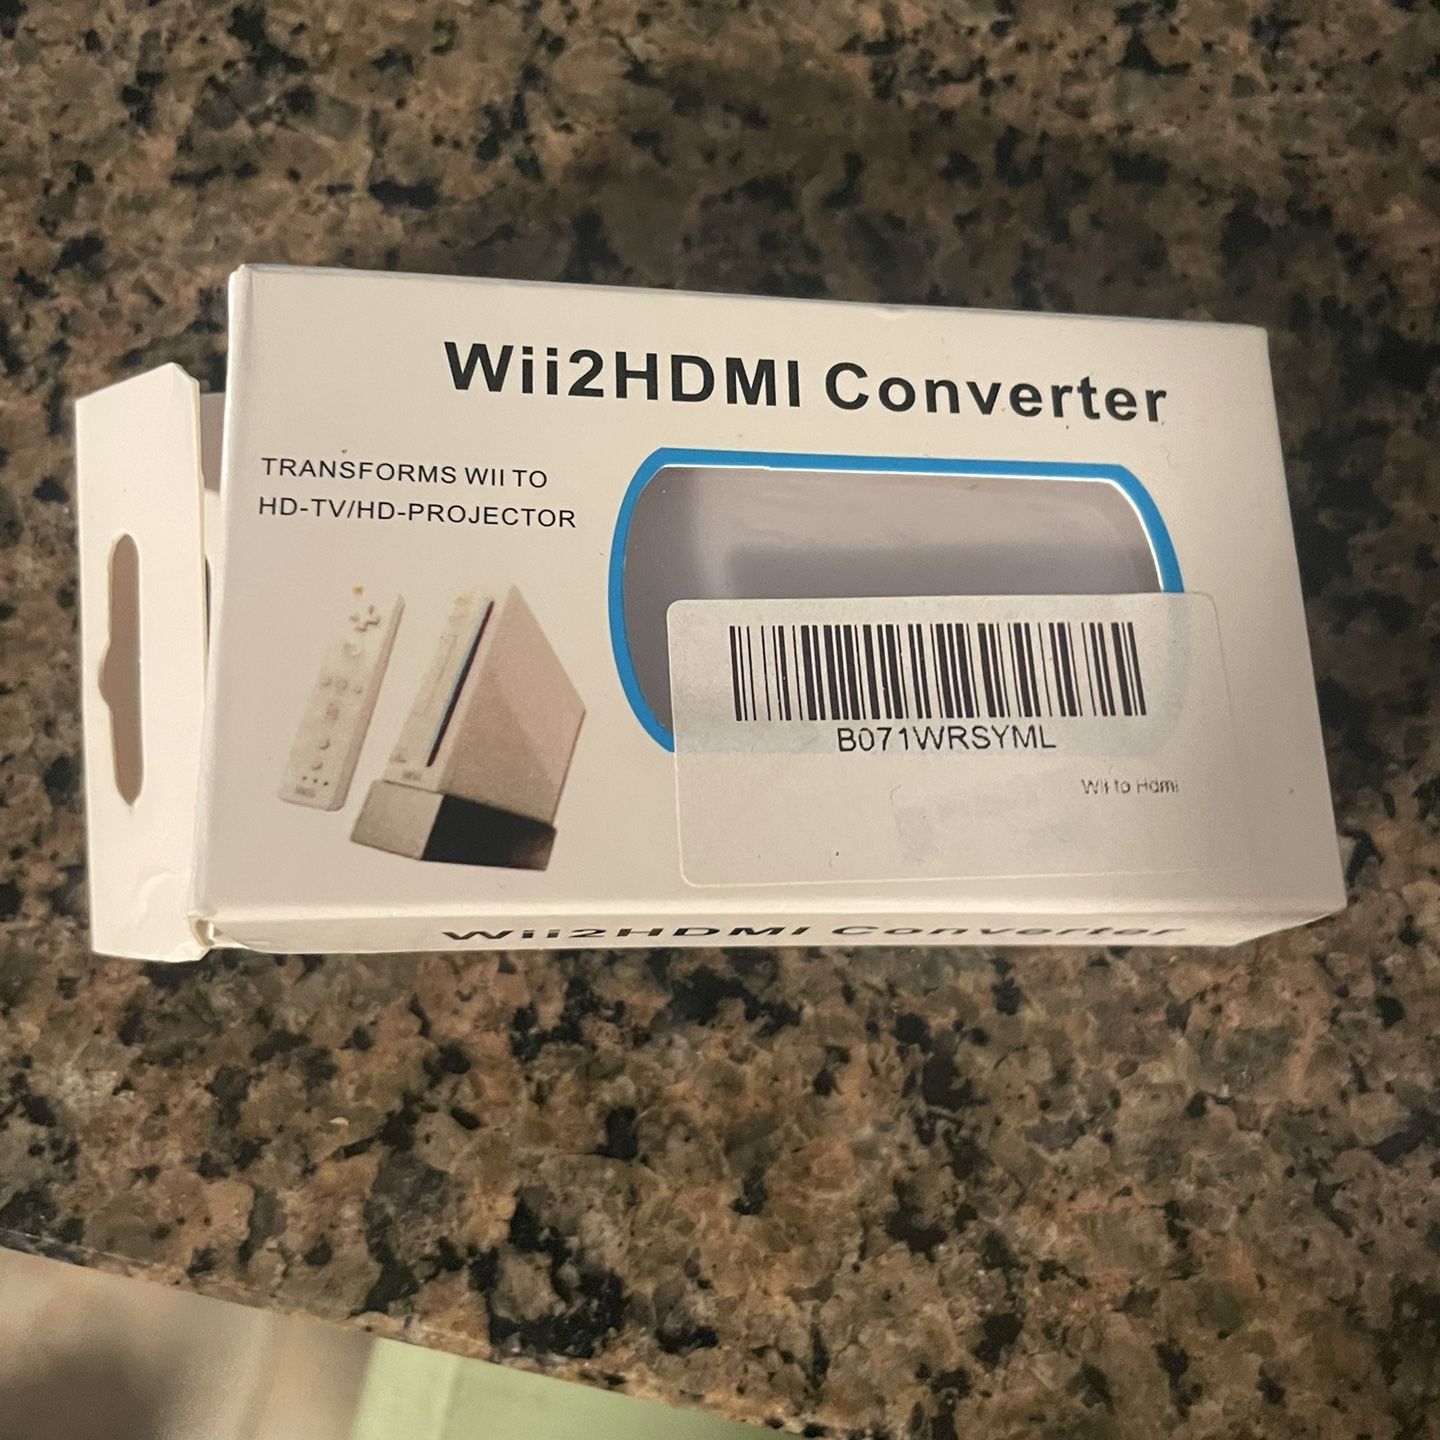 Wii2HDMI Converter
TRANSFORMS WII TO
HD-TV/HD-PROJECTOR
B071WRSYML
Wii to Hdmi
Wii2HDMI Converter